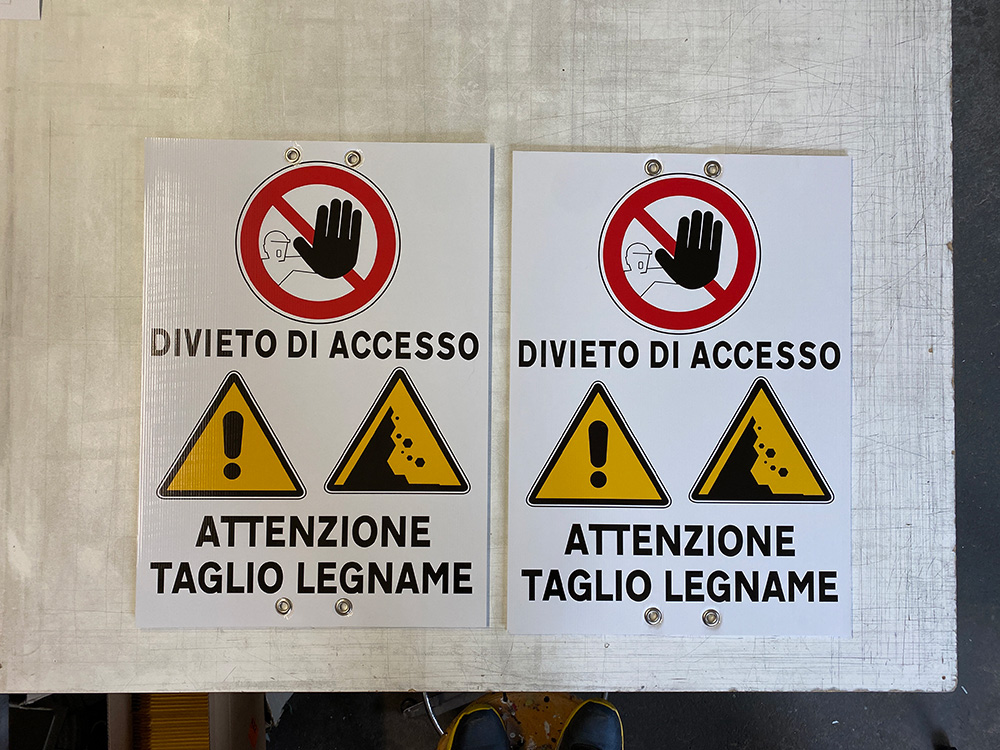 DIVIETO DI ACCESSO
ATTENZIONE
TAGLIO LEGNAME
DIVIETO DI ACCESSO
ATTENZIONE
TAGLIO LEGNAME